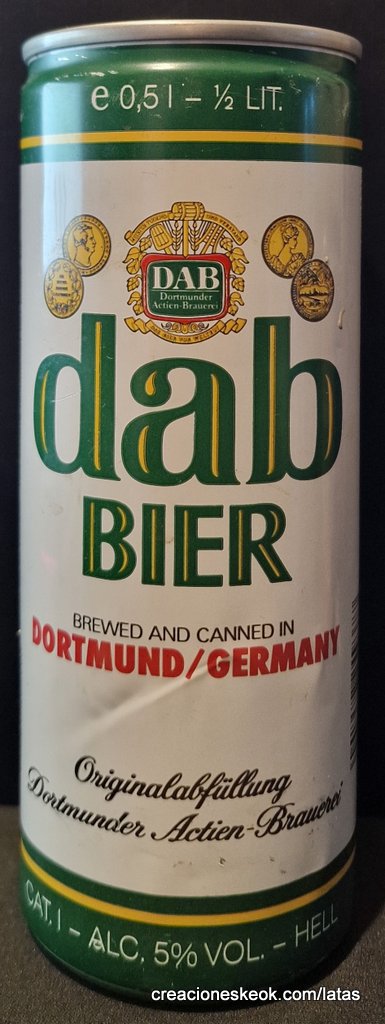 e 0,5 l – ½ LIT.
DAB
Dortmunder
Actien-Brauerei
dab
BIER
BREWED AND CANNED IN
DORTMUND/GERMANY
Originalabfüllung
Dortmunder Actien-Brauerei
CAT. I – ALC. 5% VOL. – HELL
creacioneskeok.com/latas